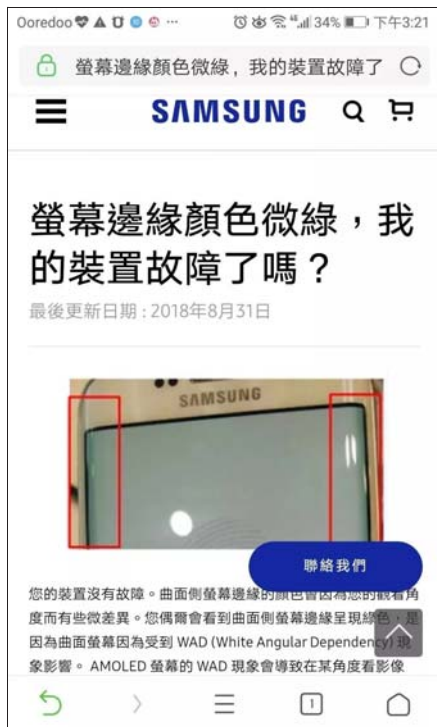 Ooredoo 34% 下午3:21
螢幕邊緣顏色微綠，我的裝置故障了
SAMSUNG
螢幕邊緣顏色微綠，我
的裝置故障了嗎？
最後更新日期 : 2018年8月31日
SAMSUNG
聯絡我們
您的裝置沒有故障。曲面側螢幕邊緣的顏色會因為您的觀看角
度而有些微差異。您偶爾會看到曲面側螢幕邊緣呈現綠色，是
因為曲面螢幕因為受到 WAD (White Angular Dependency) 現
象影響。 AMOLED 螢幕的 WAD 現象會導致在某角度看影像
1